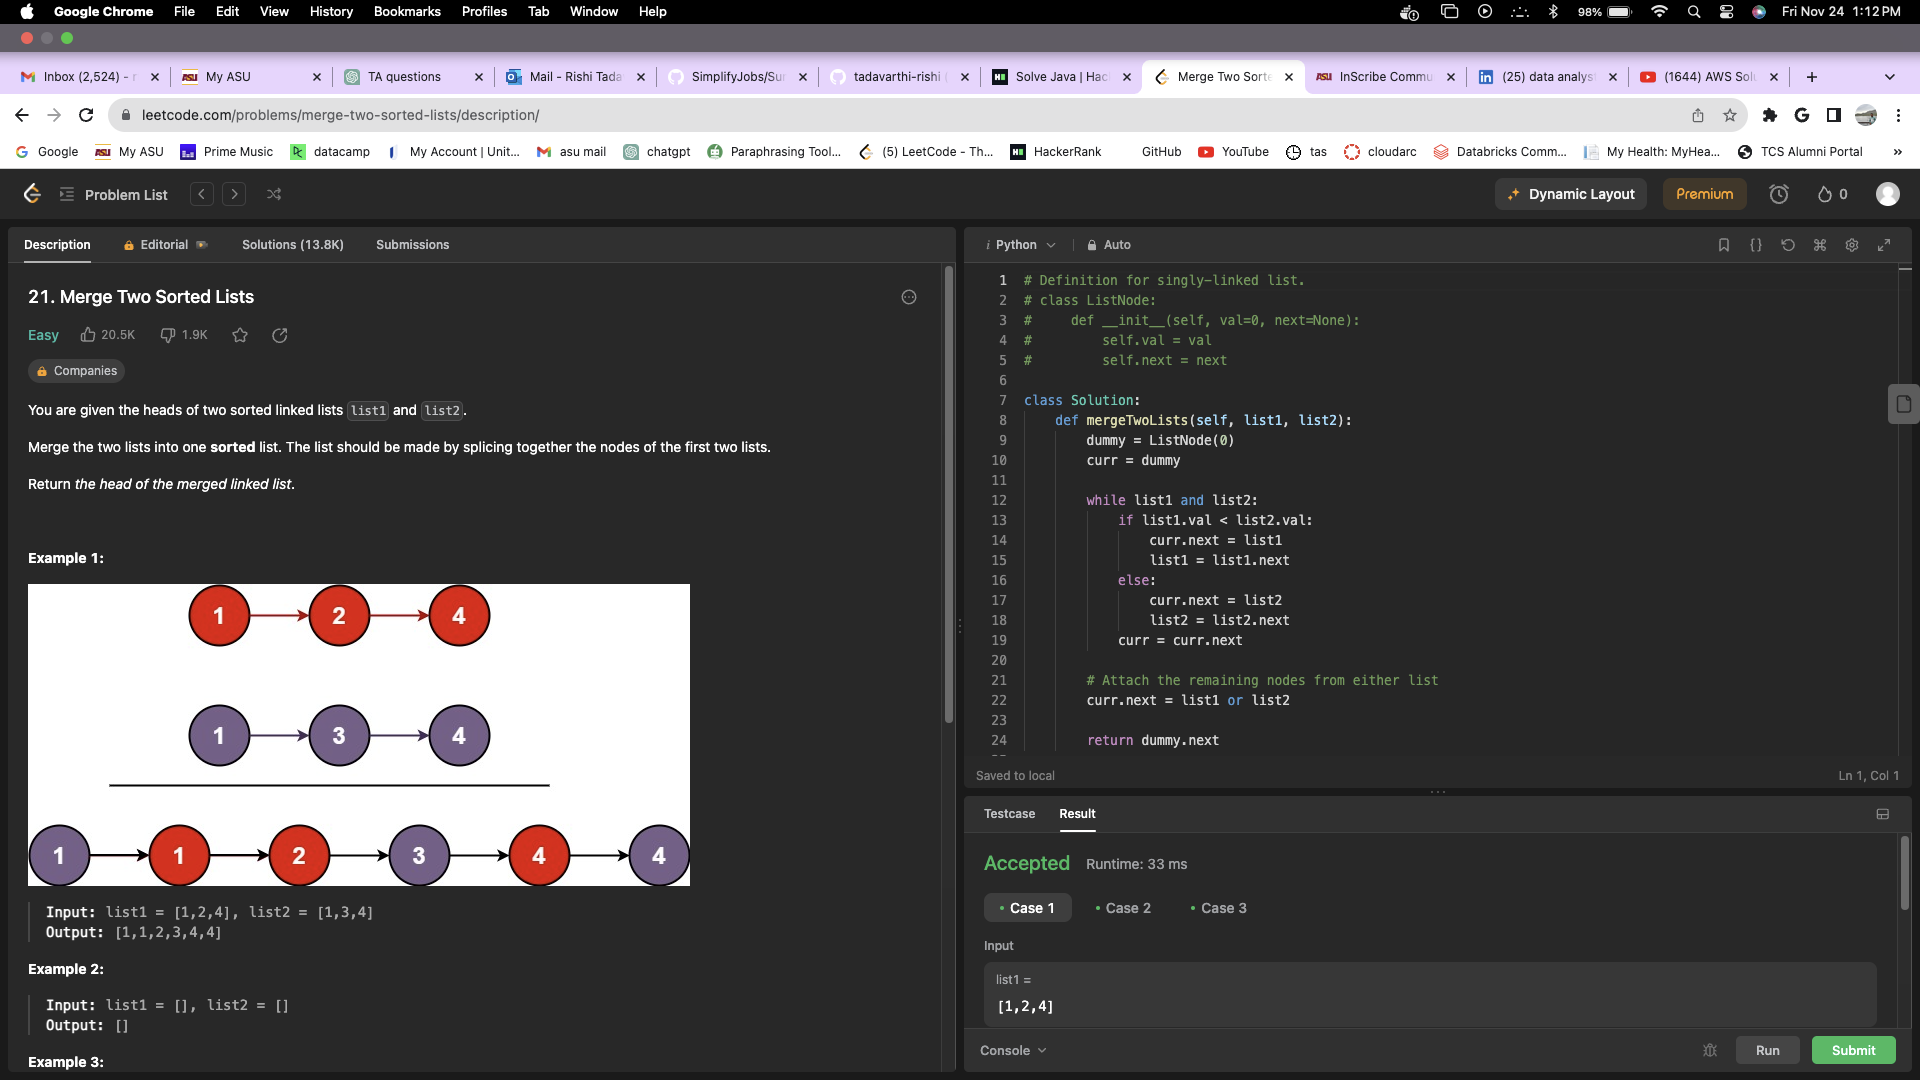 Google Chrome File Edit View History Bookmarks Profiles Tab Window Help 98% Fri Nov 24 1:12 PM
Inbox (2,524) - My ASU TA questions Mail - Rishi Tada SimplifyJobs/Su tadavarthi-rishi Solve Java | Hac Merge Two Sorte InScribe Commu (25) data analys (1644) AWS Sol
leetcode.com/problems/merge-two-sorted-lists/description/
Google My ASU Prime Music datacamp My Account | Unit... asu mail chatgpt Paraphrasing Tool... (5) LeetCode - Th... HackerRank GitHub YouTube tas cloudarc Databricks Comm... My Health: MyHea... TCS Alumni Portal »
Problem List Dynamic Layout Premium 0
Description Editorial Solutions (13.8K) Submissions
21. Merge Two Sorted Lists
Easy 20.5K 1.9K
Companies
You are given the heads of two sorted linked lists list1 and list2.
Merge the two lists into one sorted list. The list should be made by splicing together the nodes of the first two lists.
Return the head of the merged linked list.
Example 1:
1 2 4
1 3 4
1 1 2 3 4 4
Input: list1 = [1,2,4], list2 = [1,3,4]
Output: [1,1,2,3,4,4]
Example 2:
Input: list1 = [], list2 = []
Output: []
Example 3:
i Python Auto
1 # Definition for singly-linked list.
2 # class ListNode:
3 #     def __init__(self, val=0, next=None):
4 #         self.val = val
5 #         self.next = next
6
7 class Solution:
8     def mergeTwoLists(self, list1, list2):
9         dummy = ListNode(0)
10         curr = dummy
11
12         while list1 and list2:
13             if list1.val < list2.val:
14                 curr.next = list1
15                 list1 = list1.next
16             else:
17                 curr.next = list2
18                 list2 = list2.next
19             curr = curr.next
20
21         # Attach the remaining nodes from either list
22         curr.next = list1 or list2
23
24         return dummy.next
Saved to local Ln 1, Col 1
Testcase Result
Accepted Runtime: 33 ms
• Case 1 • Case 2 • Case 3
Input
list1 =
[1,2,4]
Console Run Submit